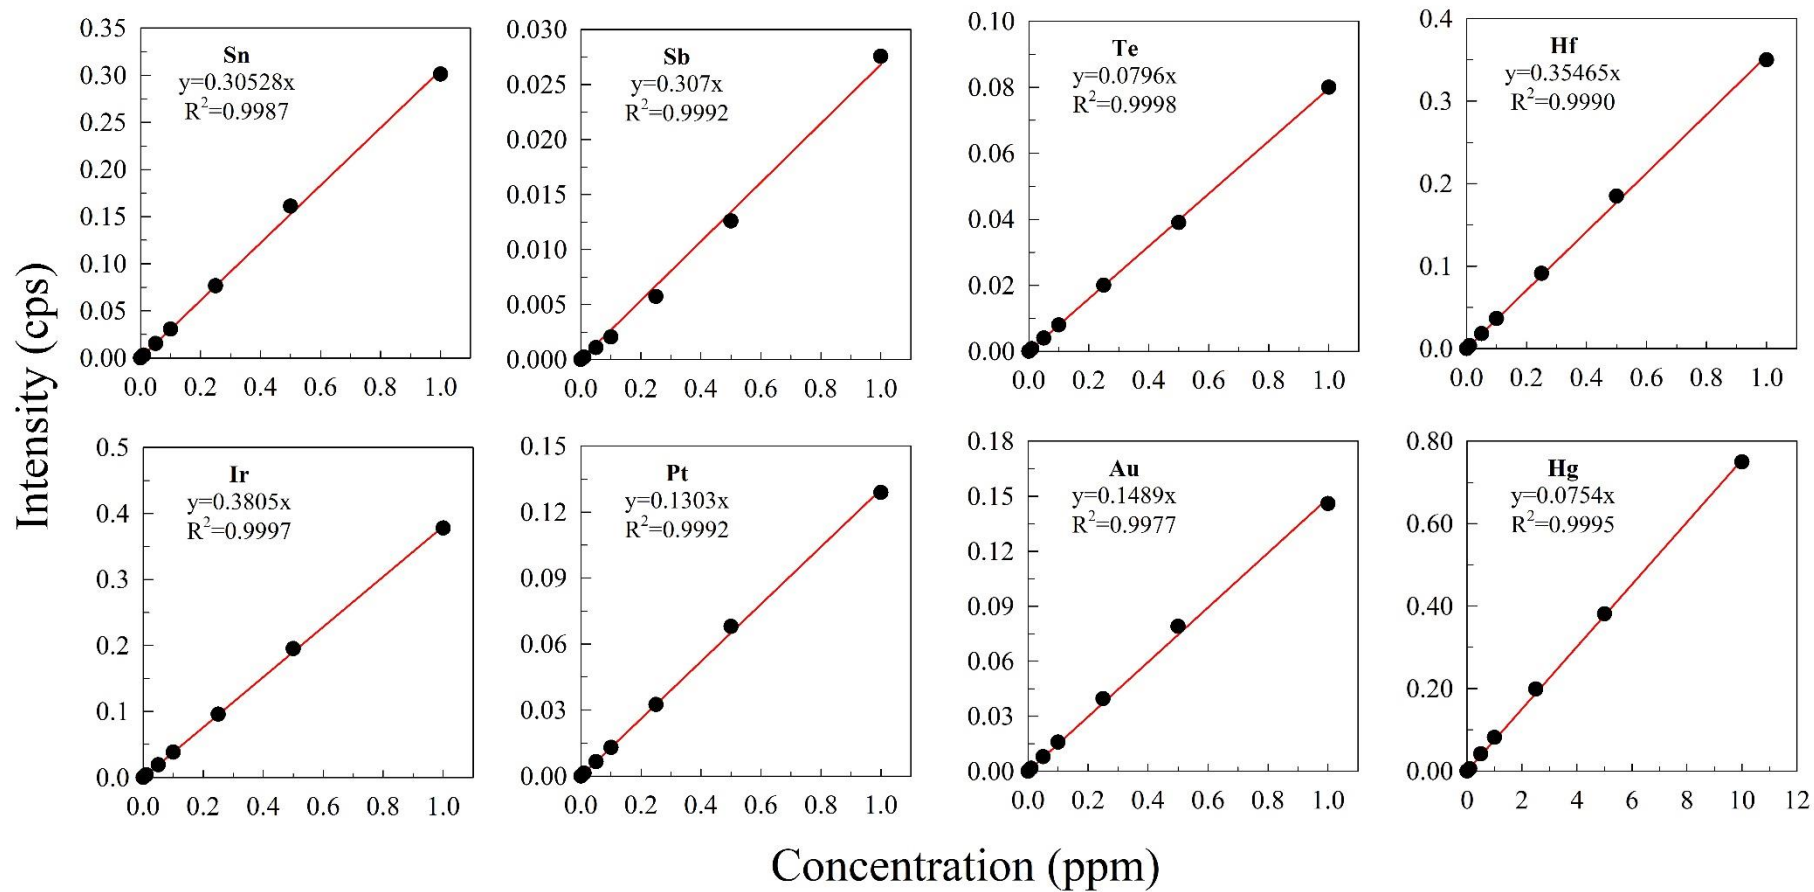 Intensity (cps)
Sn
y=0.30528x
R²=0.9987
0.35
0.30
0.25
0.20
0.15
0.10
0.05
0.00
0.0 0.2 0.4 0.6 0.8 1.0
Sb
y=0.307x
R²=0.9992
0.030
0.025
0.020
0.015
0.010
0.005
0.000
0.0 0.2 0.4 0.6 0.8 1.0
Te
y=0.0796x
R²=0.9998
0.10
0.08
0.06
0.04
0.02
0.00
0.0 0.2 0.4 0.6 0.8 1.0
Hf
y=0.35465x
R²=0.9990
0.4
0.3
0.2
0.1
0.0
0.0 0.2 0.4 0.6 0.8 1.0
Ir
y=0.3805x
R²=0.9997
0.5
0.4
0.3
0.2
0.1
0.0
0.0 0.2 0.4 0.6 0.8 1.0
Pt
y=0.1303x
R²=0.9992
0.15
0.12
0.09
0.06
0.03
0.00
0.0 0.2 0.4 0.6 0.8 1.0
Au
y=0.1489x
R²=0.9977
0.18
0.15
0.12
0.09
0.06
0.03
0.00
0.0 0.2 0.4 0.6 0.8 1.0
Hg
y=0.0754x
R²=0.9995
0.80
0.60
0.40
0.20
0.00
0 2 4 6 8 10 12
Concentration (ppm)